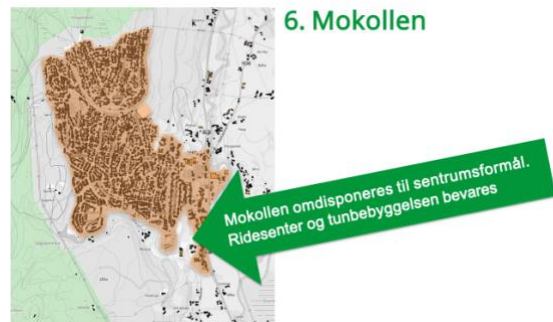 6. Mokollen
Mokollen omdisponeres til sentrumsformål.
Ridesenter og tunbebyggelsen bevares